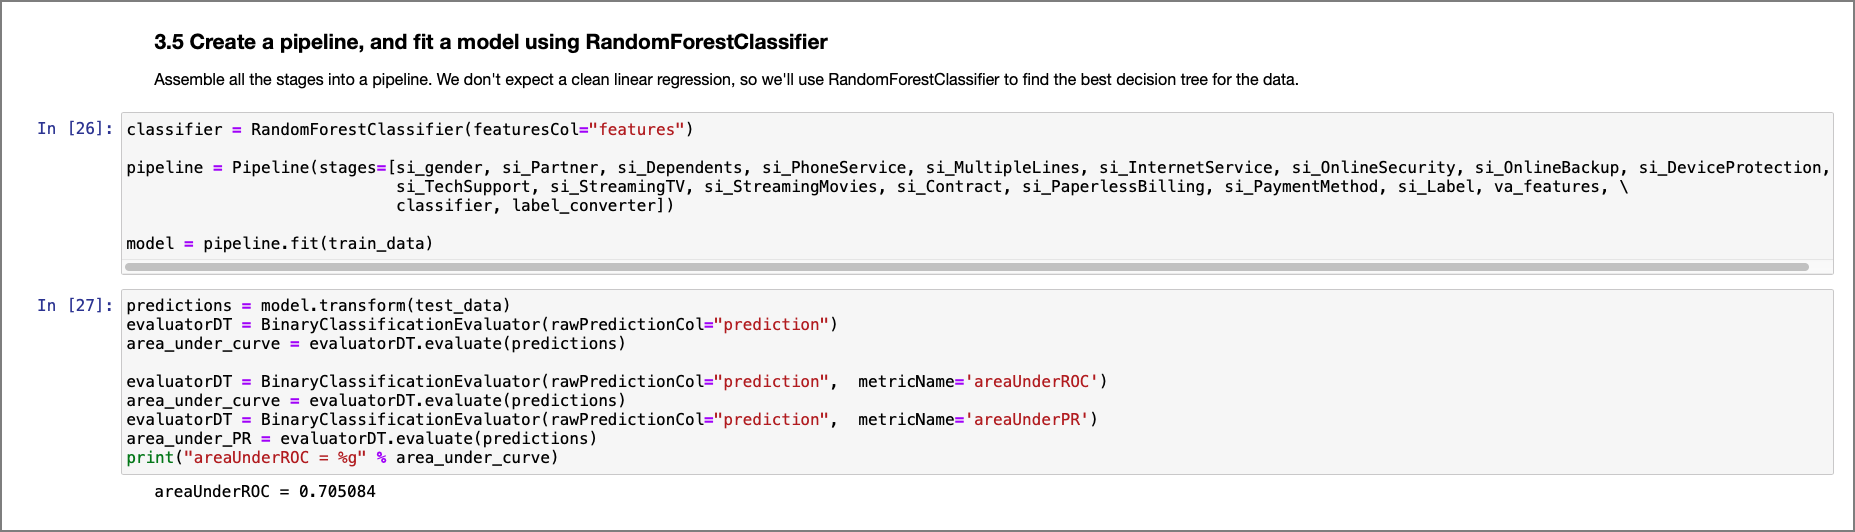 3.5 Create a pipeline, and fit a model using RandomForestClassifier
Assemble all the stages into a pipeline. We don't expect a clean linear regression, so we'll use RandomForestClassifier to find the best decision tree for the data.
In [26]:
classifier = RandomForestClassifier(featuresCol="features")
pipeline = Pipeline(stages=[si_gender, si_Partner, si_Dependents, si_PhoneService, si_MultipleLines, si_InternetService, si_OnlineSecurity, si_OnlineBackup, si_DeviceProtection,
si_TechSupport, si_StreamingTV, si_StreamingMovies, si_Contract, si_PaperlessBilling, si_PaymentMethod, si_Label, va_features, \
classifier, label_converter])
model = pipeline.fit(train_data)
In [27]:
predictions = model.transform(test_data)
evaluatorDT = BinaryClassificationEvaluator(rawPredictionCol="prediction")
area_under_curve = evaluatorDT.evaluate(predictions)
evaluatorDT = BinaryClassificationEvaluator(rawPredictionCol="prediction",  metricName='areaUnderROC')
area_under_curve = evaluatorDT.evaluate(predictions)
evaluatorDT = BinaryClassificationEvaluator(rawPredictionCol="prediction",  metricName='areaUnderPR')
area_under_PR = evaluatorDT.evaluate(predictions)
print("areaUnderROC = %g" % area_under_curve)
areaUnderROC = 0.705084